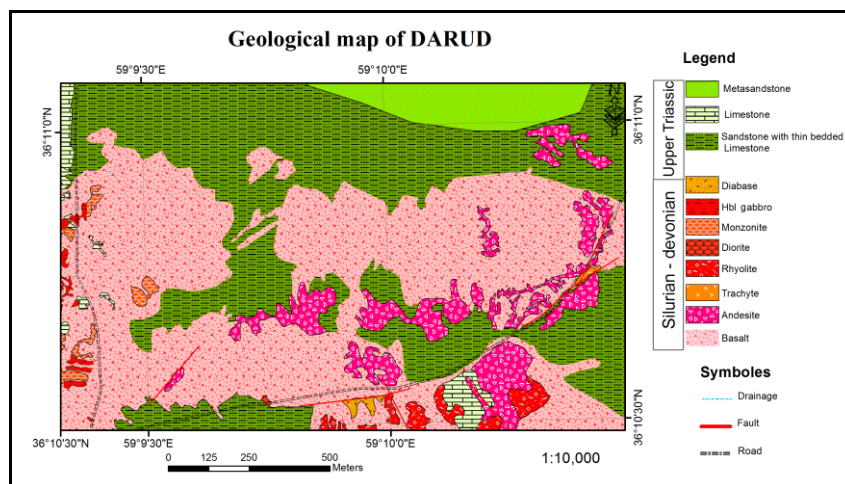 Geological map of DARUD
59°9'30"E
59°10'0"E
36°11'0"N
36°11'0"N
N
36°10'30"N
36°10'30"N
59°9'30"E
59°10'0"E
0 125 250 500
Meters
1:10,000
Legend
Upper Triassic
Metasandstone
Limestone
Sandstone with thin bedded
Limestone
Silurian - devonian
Diabase
Hbl gabbro
Monzonite
Diorite
Rhyolite
Trachyte
Andesite
Basalt
Symboles
Drainage
Fault
Road